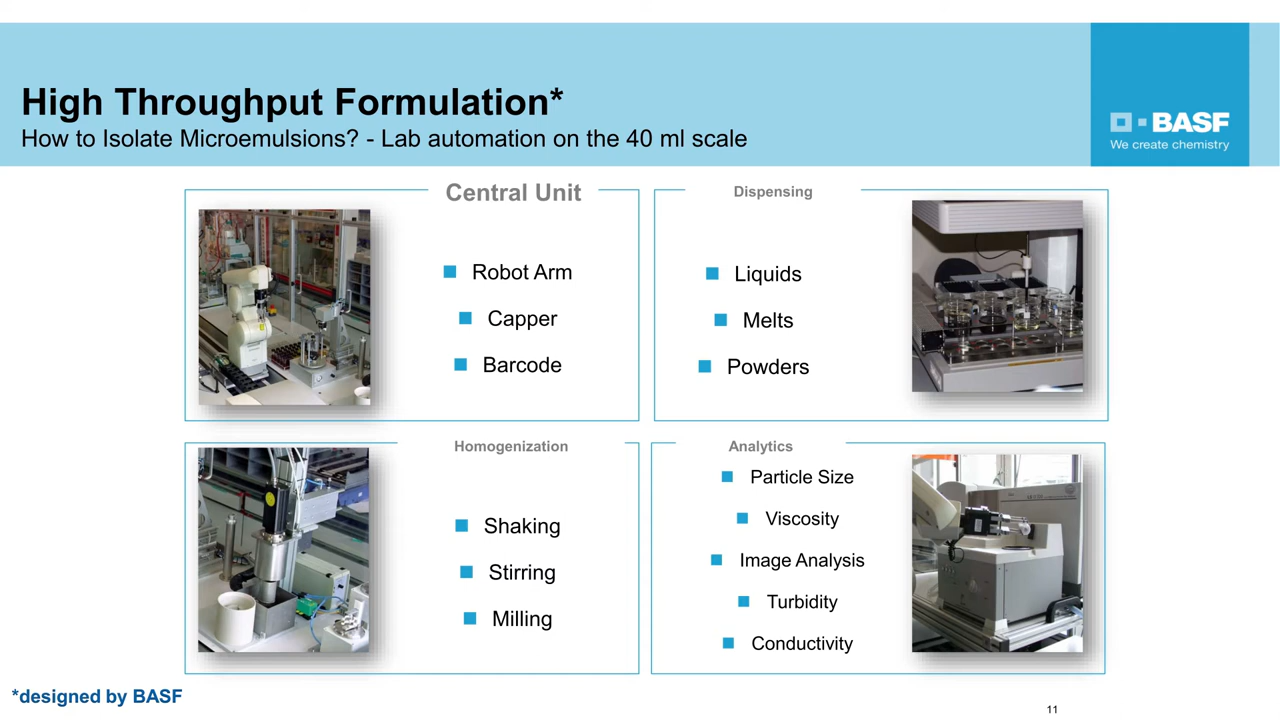 High Throughput Formulation*
How to Isolate Microemulsions? - Lab automation on the 40 ml scale
BASF
We create chemistry
Central Unit
Robot Arm
Capper
Barcode
Dispensing
Liquids
Melts
Powders
Homogenization
Shaking
Stirring
Milling
Analytics
Particle Size
Viscosity
Image Analysis
Turbidity
Conductivity
*designed by BASF
11